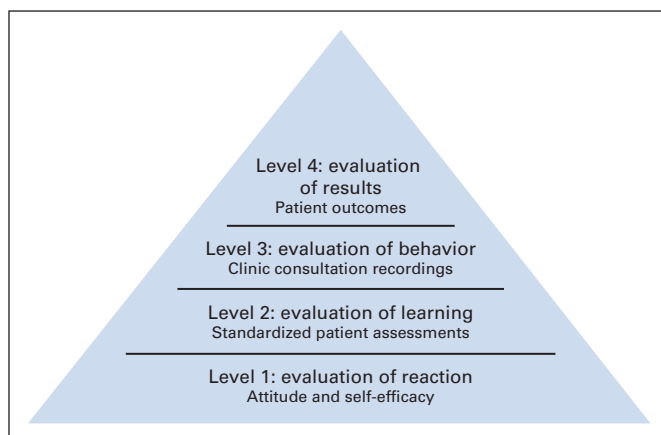 Level 4: evaluation
of results
Patient outcomes
Level 3: evaluation of behavior
Clinic consultation recordings
Level 2: evaluation of learning
Standardized patient assessments
Level 1: evaluation of reaction
Attitude and self-efficacy